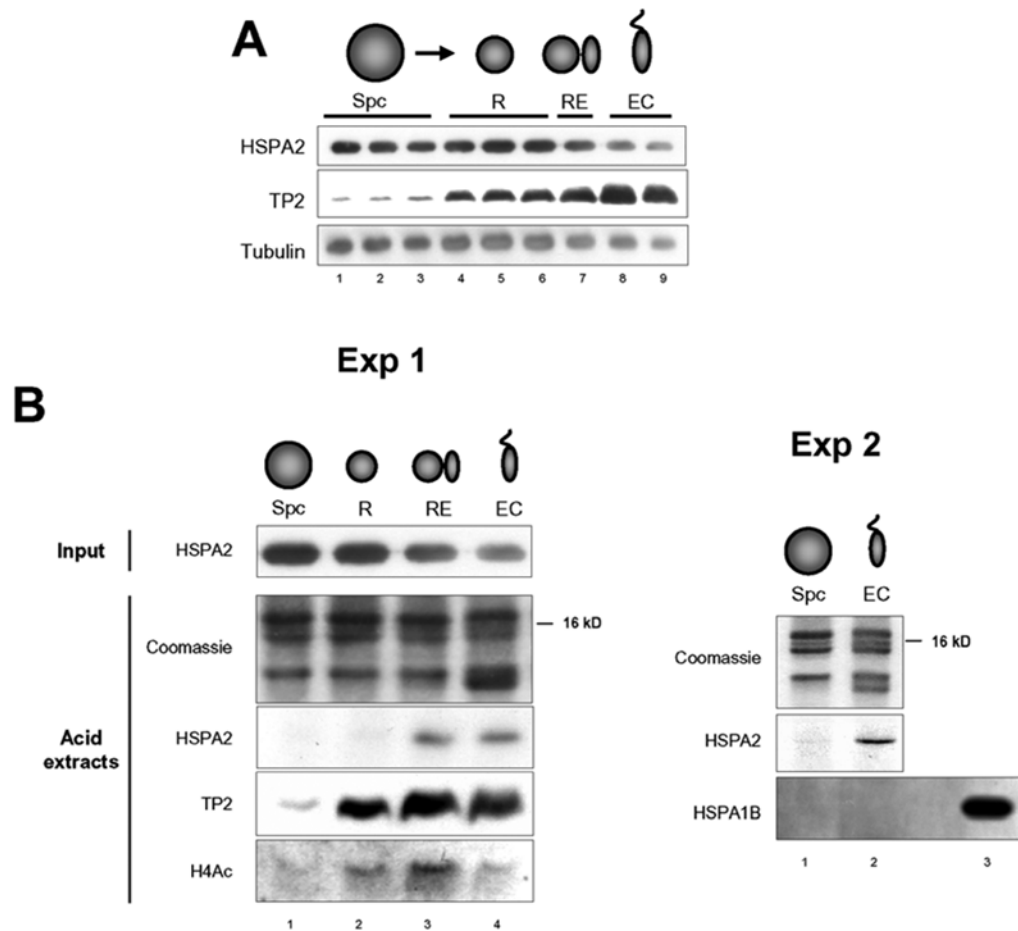 A
Spc R RE EC
HSPA2
TP2
Tubulin
1 2 3 4 5 6 7 8 9
Exp 1
B
Exp 2
Spc R RE EC
Input HSPA2
Spc EC
16 kD
16 kD
Coomassie
Coomassie
Acid extracts
HSPA2
HSPA2
TP2
HSPA1B
H4Ac
1 2 3
1 2 3 4